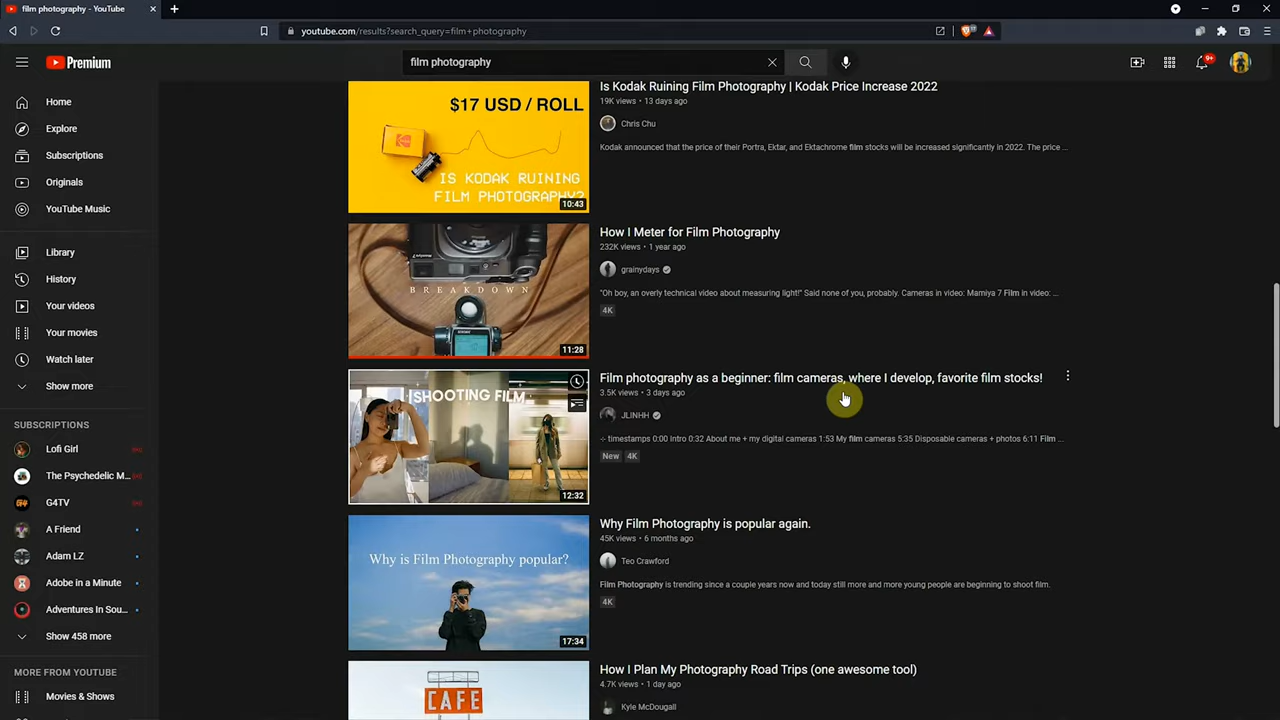 film photography - YouTube
youtube.com/results?search_query=film+photography
Premium
film photography
9+
Home
Explore
Subscriptions
Originals
YouTube Music
Library
History
Your videos
Your movies
Watch later
Show more
SUBSCRIPTIONS
Lofi Girl
The Psychedelic M...
G4TV
A Friend
Adam LZ
Adobe in a Minute
Adventures In Sou...
Show 458 more
MORE FROM YOUTUBE
Movies & Shows
$17 USD / ROLL
IS KODAK RUINING
FILM PHOTOGRAPHY?
10:43
Is Kodak Ruining Film Photography | Kodak Price Increase 2022
19K views • 13 days ago
Chris Chu
Kodak announced that the price of their Portra, Ektar, and Ektachrome film stocks will be increased significantly in 2022. The price ...
BREAKDOWN
11:28
How I Meter for Film Photography
232K views • 1 year ago
grainydays
"Oh boy, an overly technical video about measuring light!" Said none of you, probably. Cameras in video: Mamiya 7 Film in video: ...
4K
SHOOTING FILM
12:32
Film photography as a beginner: film cameras, where I develop, favorite film stocks!
3.5K views • 3 days ago
JLINHH
⊹ timestamps 0:00 Intro 0:32 About me + my digital cameras 1:53 My film cameras 5:35 Disposable cameras + photos 6:11 Film ...
New 4K
Why is Film Photography popular?
17:34
Why Film Photography is popular again.
45K views • 6 months ago
Teo Crawford
Film Photography is trending since a couple years now and today still more and more young people are beginning to shoot film.
4K
CAFE
How I Plan My Photography Road Trips (one awesome tool)
4.7K views • 1 day ago
Kyle McDougall